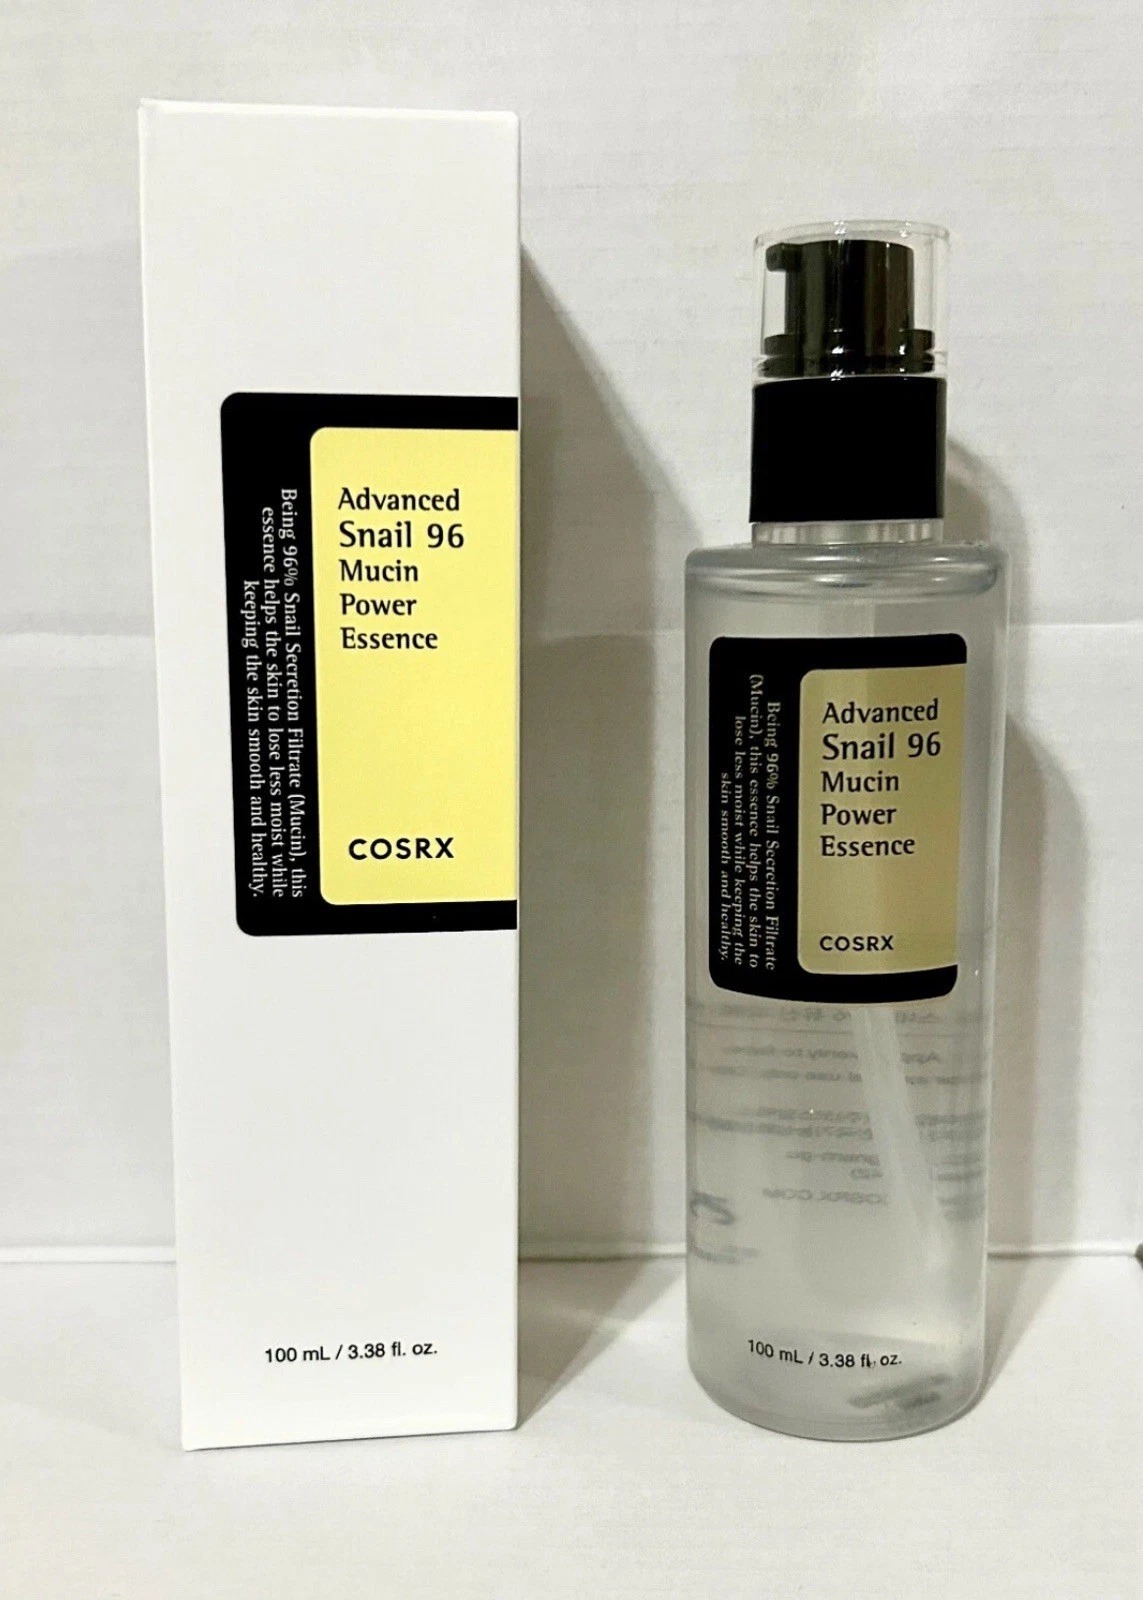 Advanced
Snail 96
Mucin
Power
Essence
COSRX
Being 96% Snail Secretion Filtrate (Mucin), this
essence helps the skin to lose less moist while
keeping the skin smooth and healthy.
100 mL / 3.38 fl. oz.
Advanced
Snail 96
Mucin
Power
Essence
COSRX
Being 96% Snail Secretion Filtrate
(Mucin), this essence helps the skin to
lose less moist while keeping the
skin smooth and healthy.
100 mL / 3.38 fl. oz.